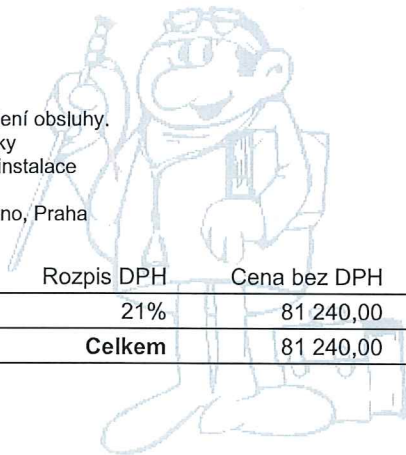 ení obsluhy.
ky
instalace
no, Praha
Rozpis DPH Cena bez DPH
21% 81 240,00
Celkem 81 240,00